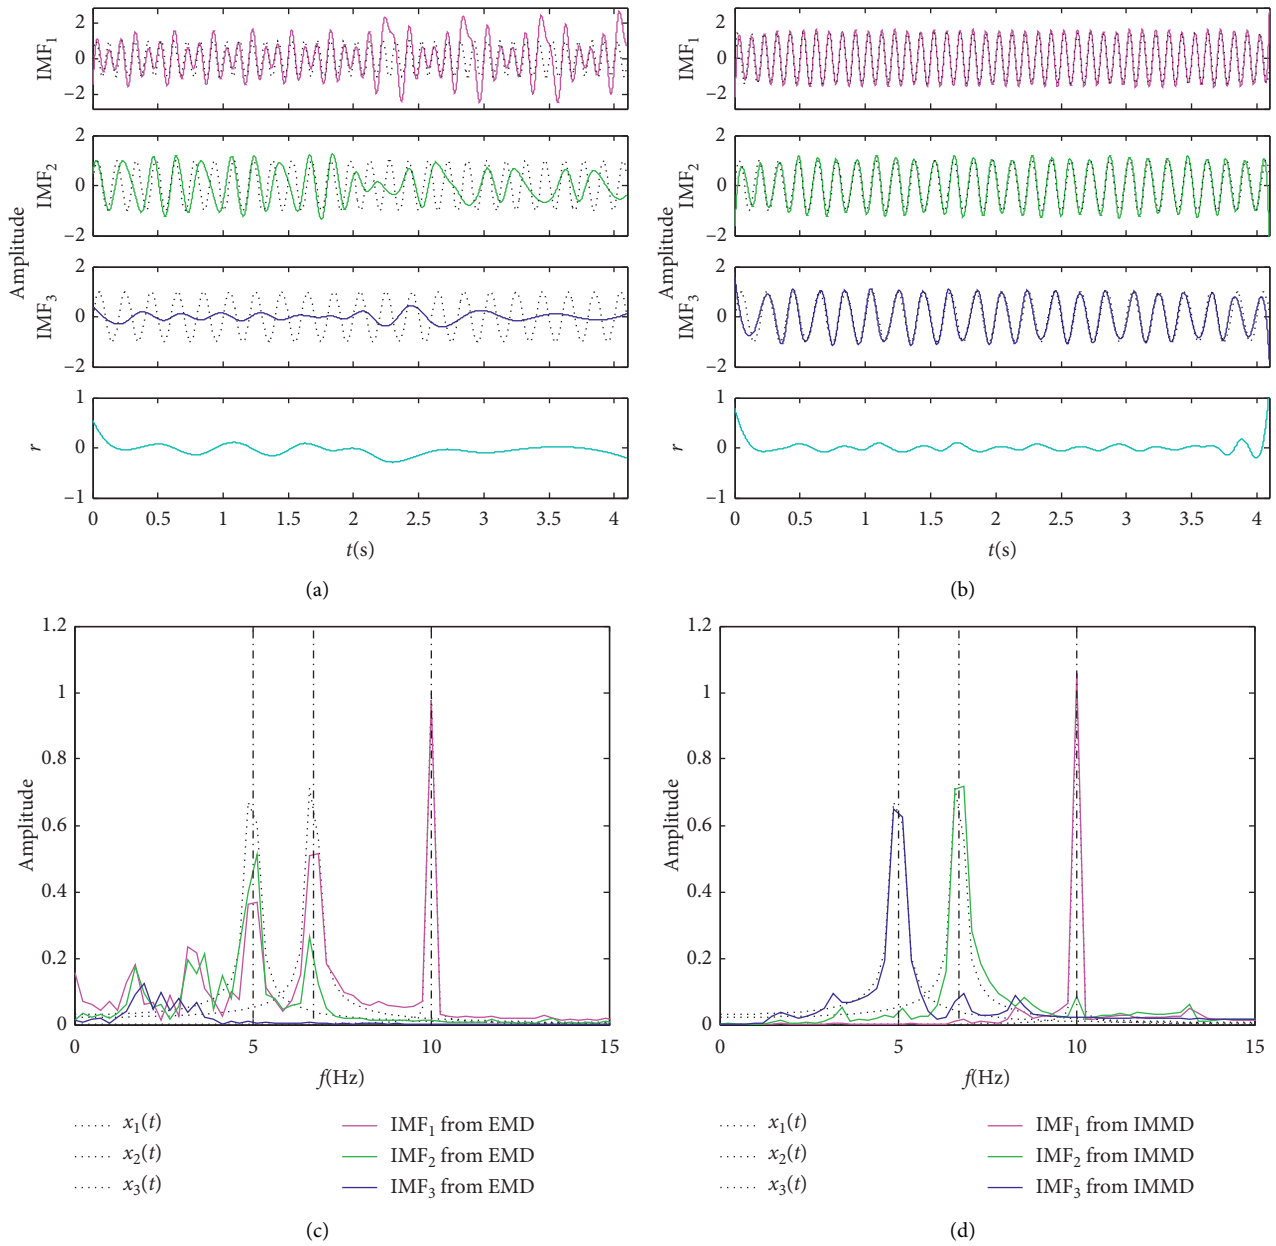 Amplitude
IMF1
2
0
–2
IMF2
2
0
–2
IMF3
2
0
–2
r
1
0
–1
0 0.5 1 1.5 2 2.5 3 3.5 4
t(s)
(a)
Amplitude
IMF1
2
0
–2
IMF2
2
0
–2
IMF3
2
0
–2
r
1
0
–1
0 0.5 1 1.5 2 2.5 3 3.5 4
t(s)
(b)
Amplitude
1.2
1
0.8
0.6
0.4
0.2
0
0 5 10 15
f(Hz)
x1(t)
x2(t)
x3(t)
IMF1 from EMD
IMF2 from EMD
IMF3 from EMD
(c)
Amplitude
1.2
1
0.8
0.6
0.4
0.2
0
0 5 10 15
f(Hz)
x1(t)
x2(t)
x3(t)
IMF1 from IMMD
IMF2 from IMMD
IMF3 from IMMD
(d)